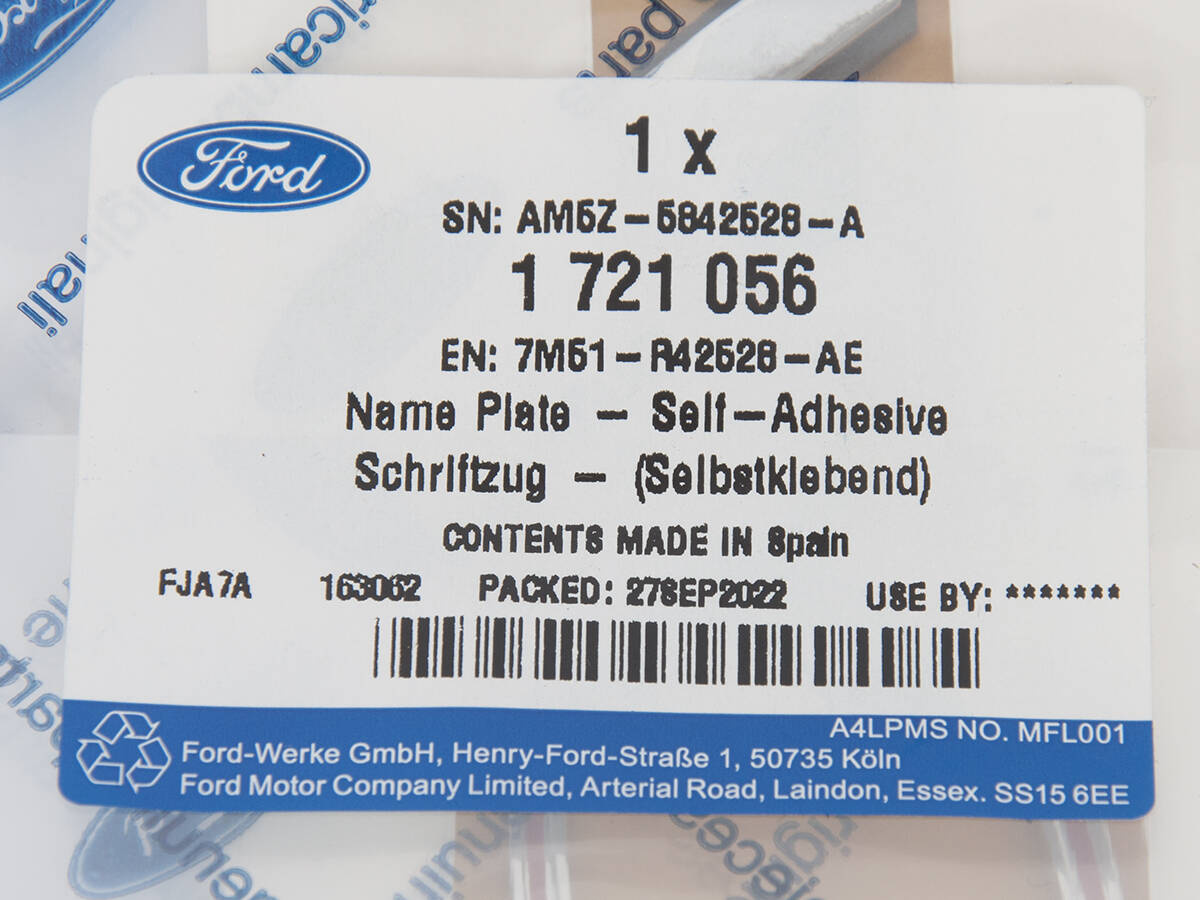 Ford
1 x
SN: AM5Z-5842528-A
1 721 056
EN: 7M51-R42528-AE
Name Plate - Self-Adhesive
Schriftzug - (Selbstklebend)
CONTENTS MADE IN Spain
FJA7A 163062 PACKED: 27SEP2022 USE BY: *******
A4LPMS NO. MFL001
Ford-Werke GmbH, Henry-Ford-Straße 1, 50735 Köln
Ford Motor Company Limited, Arterial Road, Laindon, Essex. SS15 6EE